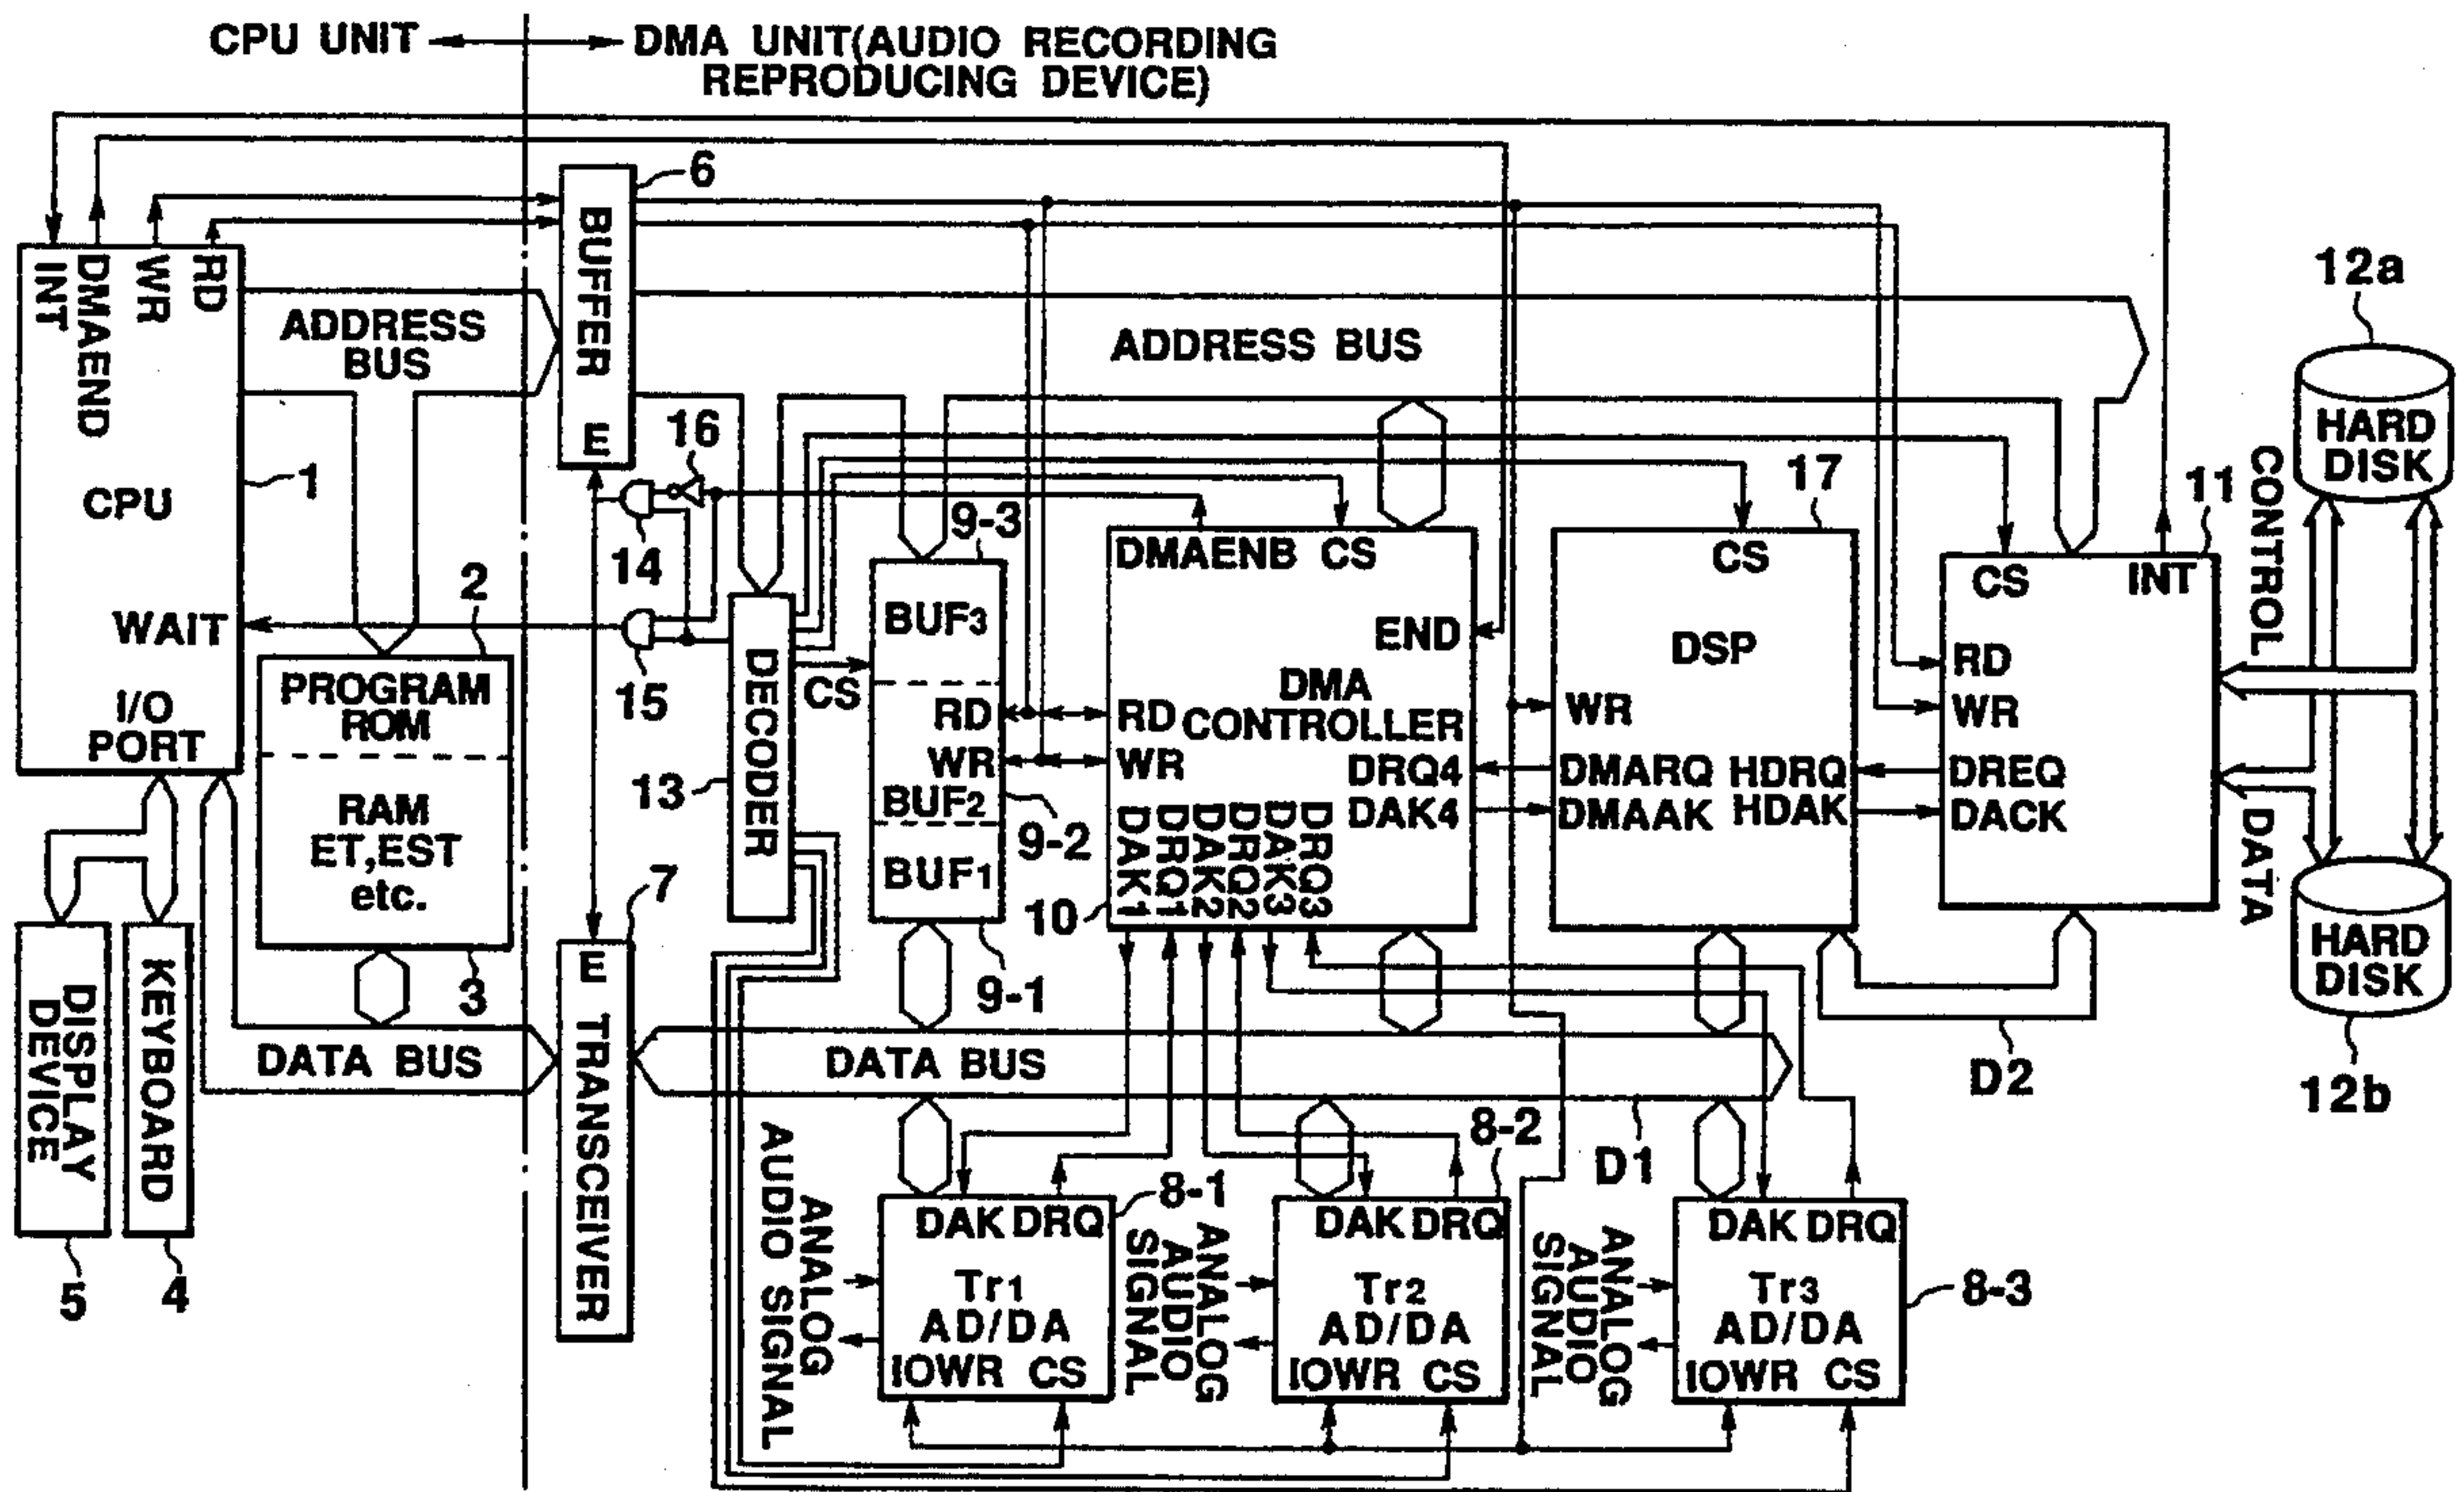 CPU UNIT
DMA UNIT(AUDIO RECORDING
REPRODUCING DEVICE)
INT
DMAEND
WR
RD
CPU
1
WAIT
I/O
PORT
ADDRESS
BUS
2
PROGRAM
ROM
RAM
ET,EST
etc.
3
DISPLAY
DEVICE
5
KEYBOARD
4
DATA BUS
6
BUFFER
E
7
E
TRANSCEIVER
ADDRESS BUS
16
14
15
DECODER
13
CS
9-3
BUF3
RD
WR
BUF2
9-2
BUF1
9-1
DMAENB CS
END
DMA
CONTROLLER
RD
WR
DRQ4
DAK4
DAK1
DRQ1
DAK2
DRQ2
DAK3
DRQ3
10
17
CS
DSP
WR
DMARQ
HDRQ
DMAAK
HDAK
11
CS
INT
RD
WR
DREQ
DACK
CONTROL
DATA
12a
HARD
DISK
HARD
DISK
12b
D2
DATA BUS
D1
ANALOG
AUDIO SIGNAL
8-1
DAK DRQ
Tr1
AD/DA
IOWR CS
ANALOG
AUDIO
SIGNAL
8-2
DAK DRQ
Tr2
AD/DA
IOWR CS
ANALOG
AUDIO
SIGNAL
8-3
DAK DRQ
Tr3
AD/DA
IOWR CS